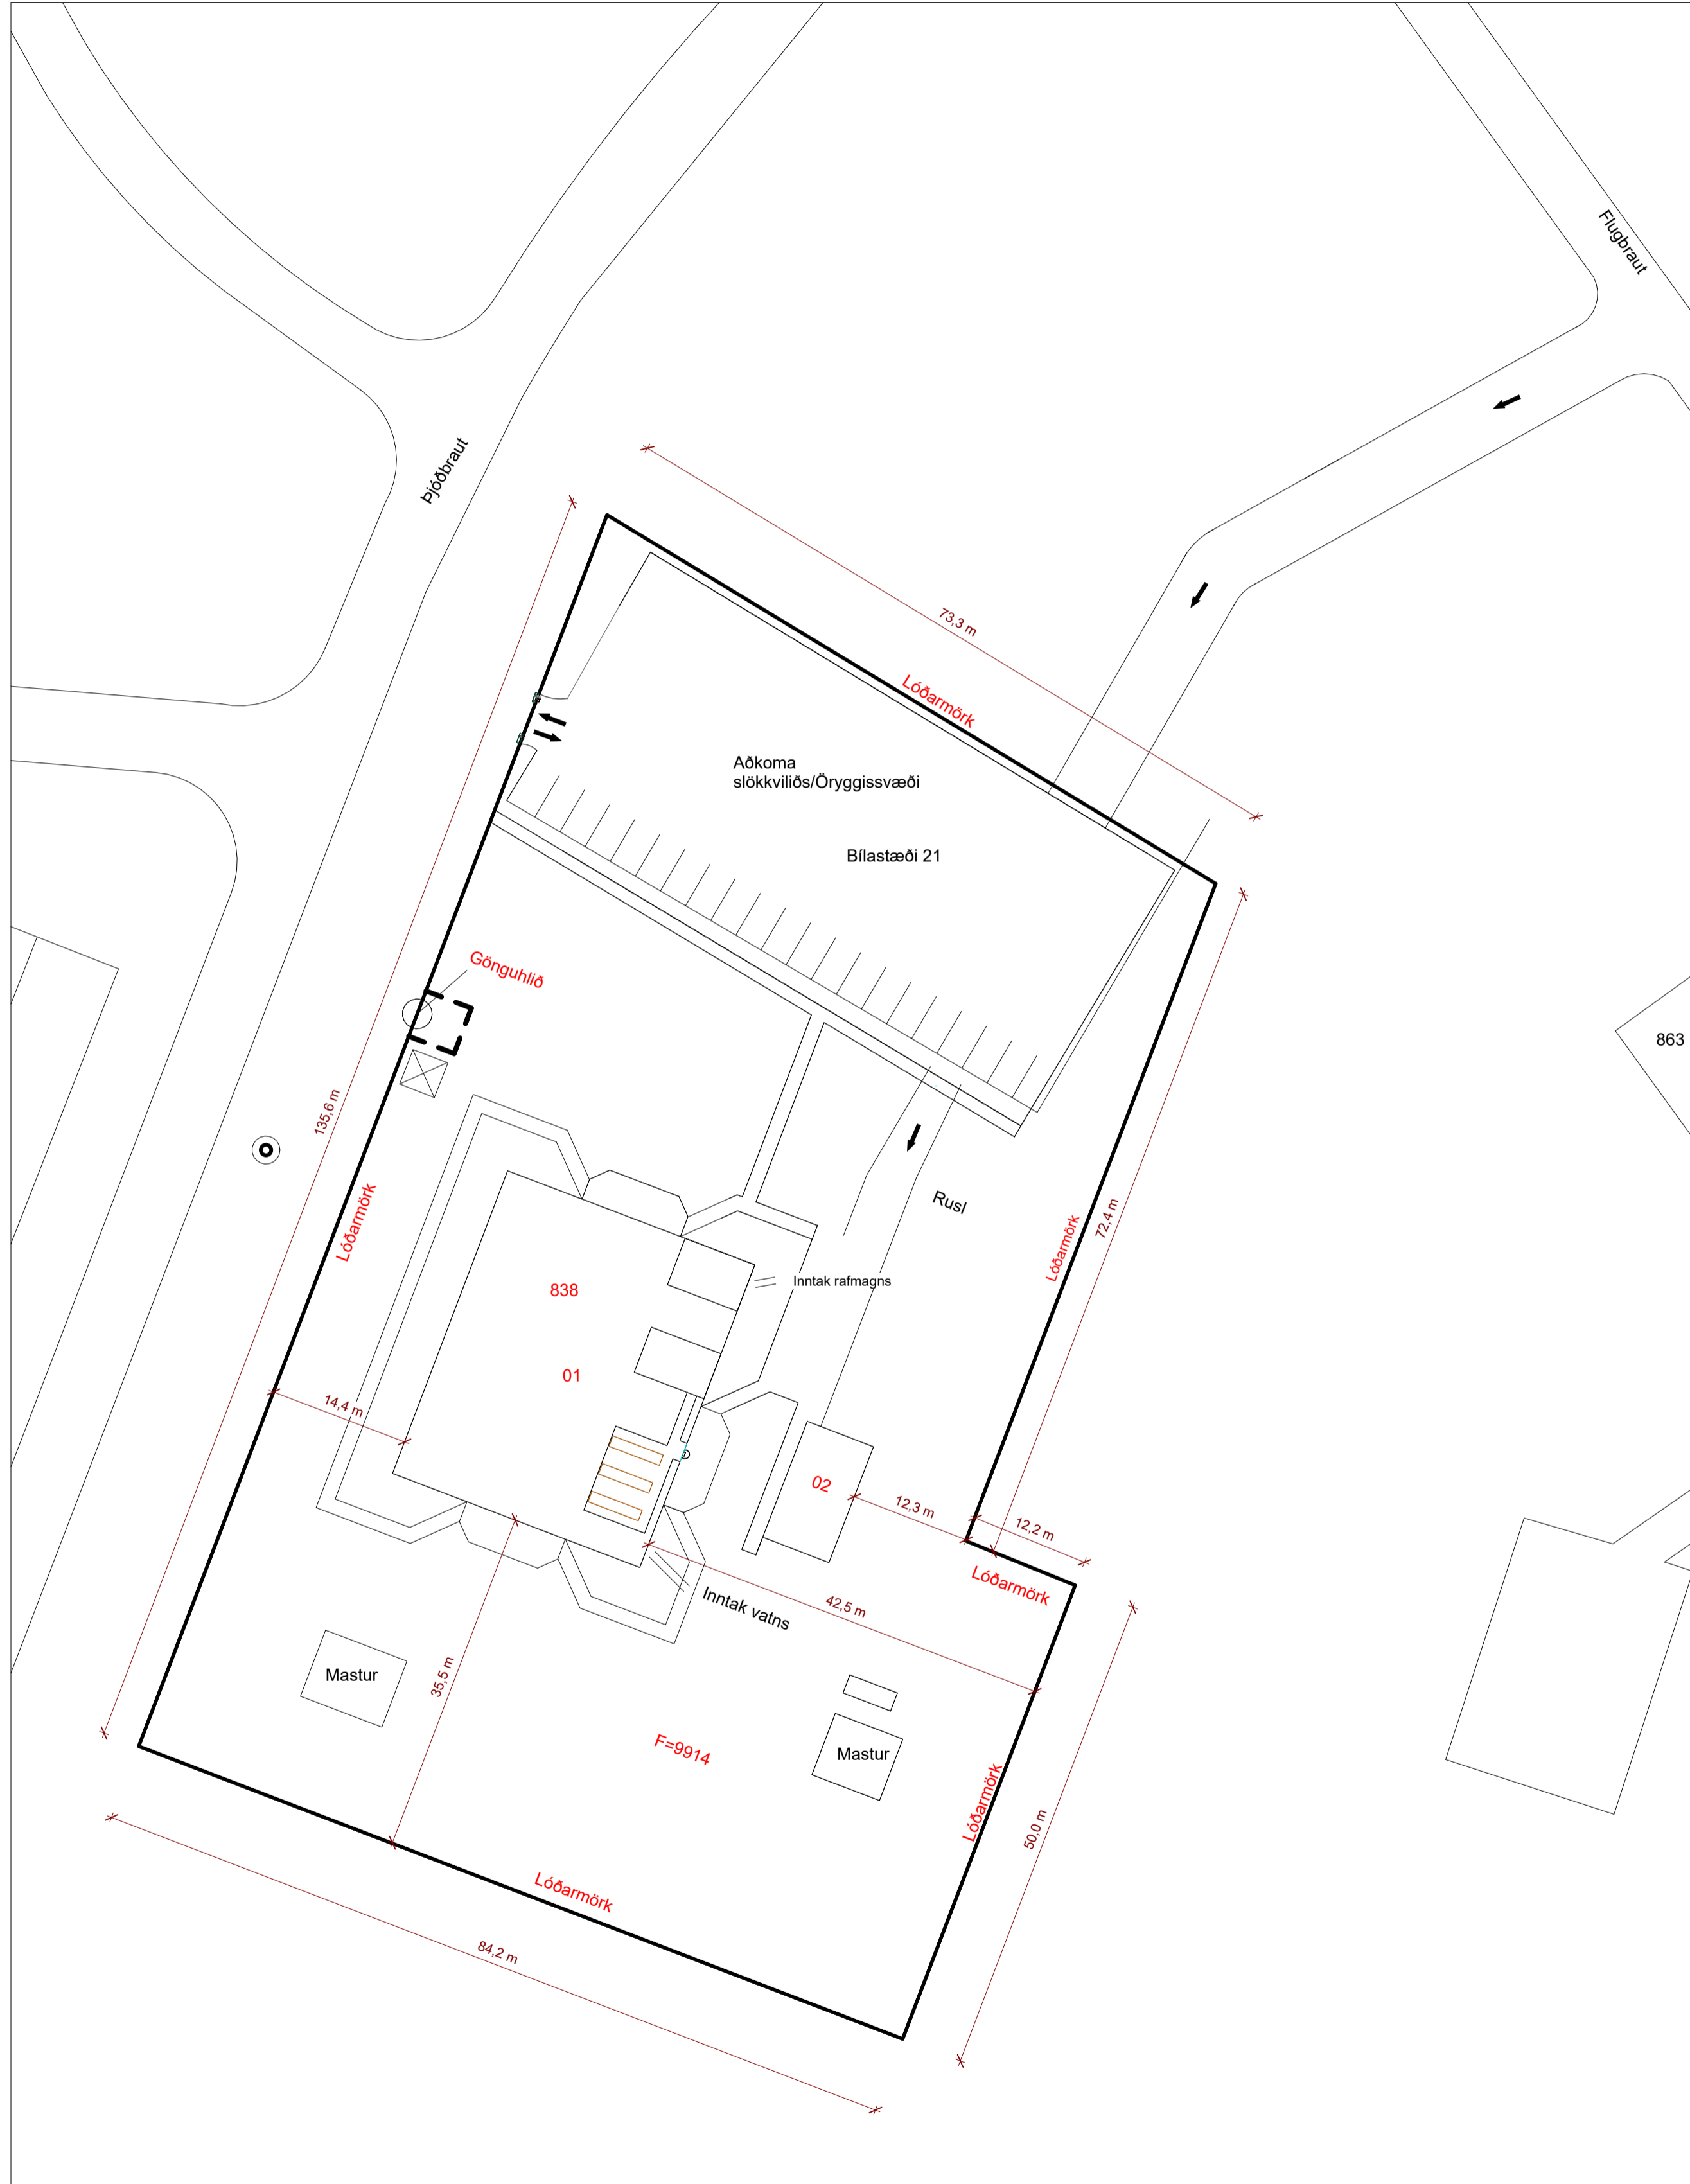 Flugbraut
Þjóðbraut
73,3 m
Lóðarmörk
Aðkoma
slökkviliðs/Öryggissvæði
Bílastæði 21
Gönguhlið
863
135,6 m
Lóðarmörk
Rusl
72,4 m
Lóðarmörk
Inntak rafmagns
838
01
14,4 m
02
12,3 m
12,2 m
Lóðarmörk
Inntak vatns
42,5 m
Mastur
35,5 m
F=9914
Mastur
Lóðarmörk
50,0 m
Lóðarmörk
84,2 m